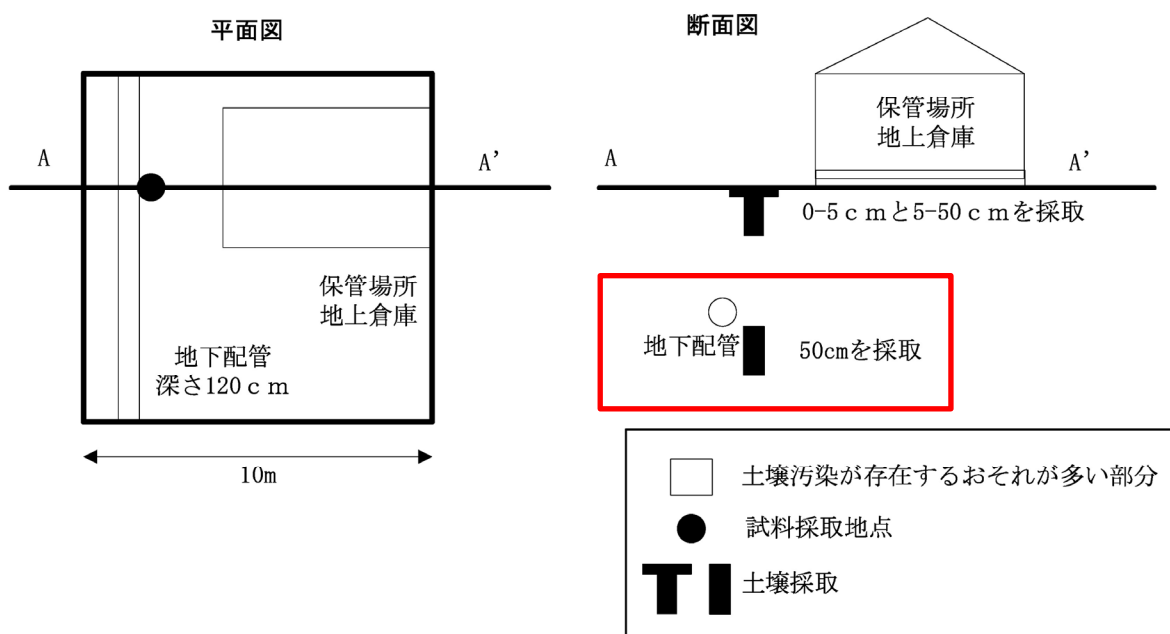 平面図
A
A’
保管場所
地上倉庫
地下配管
深さ120ｃｍ
10m
断面図
保管場所
地上倉庫
A
A’
0-5ｃｍと5-50ｃｍを採取
地下配管
50cmを採取
土壌汚染が存在するおそれが多い部分
試料採取地点
土壌採取